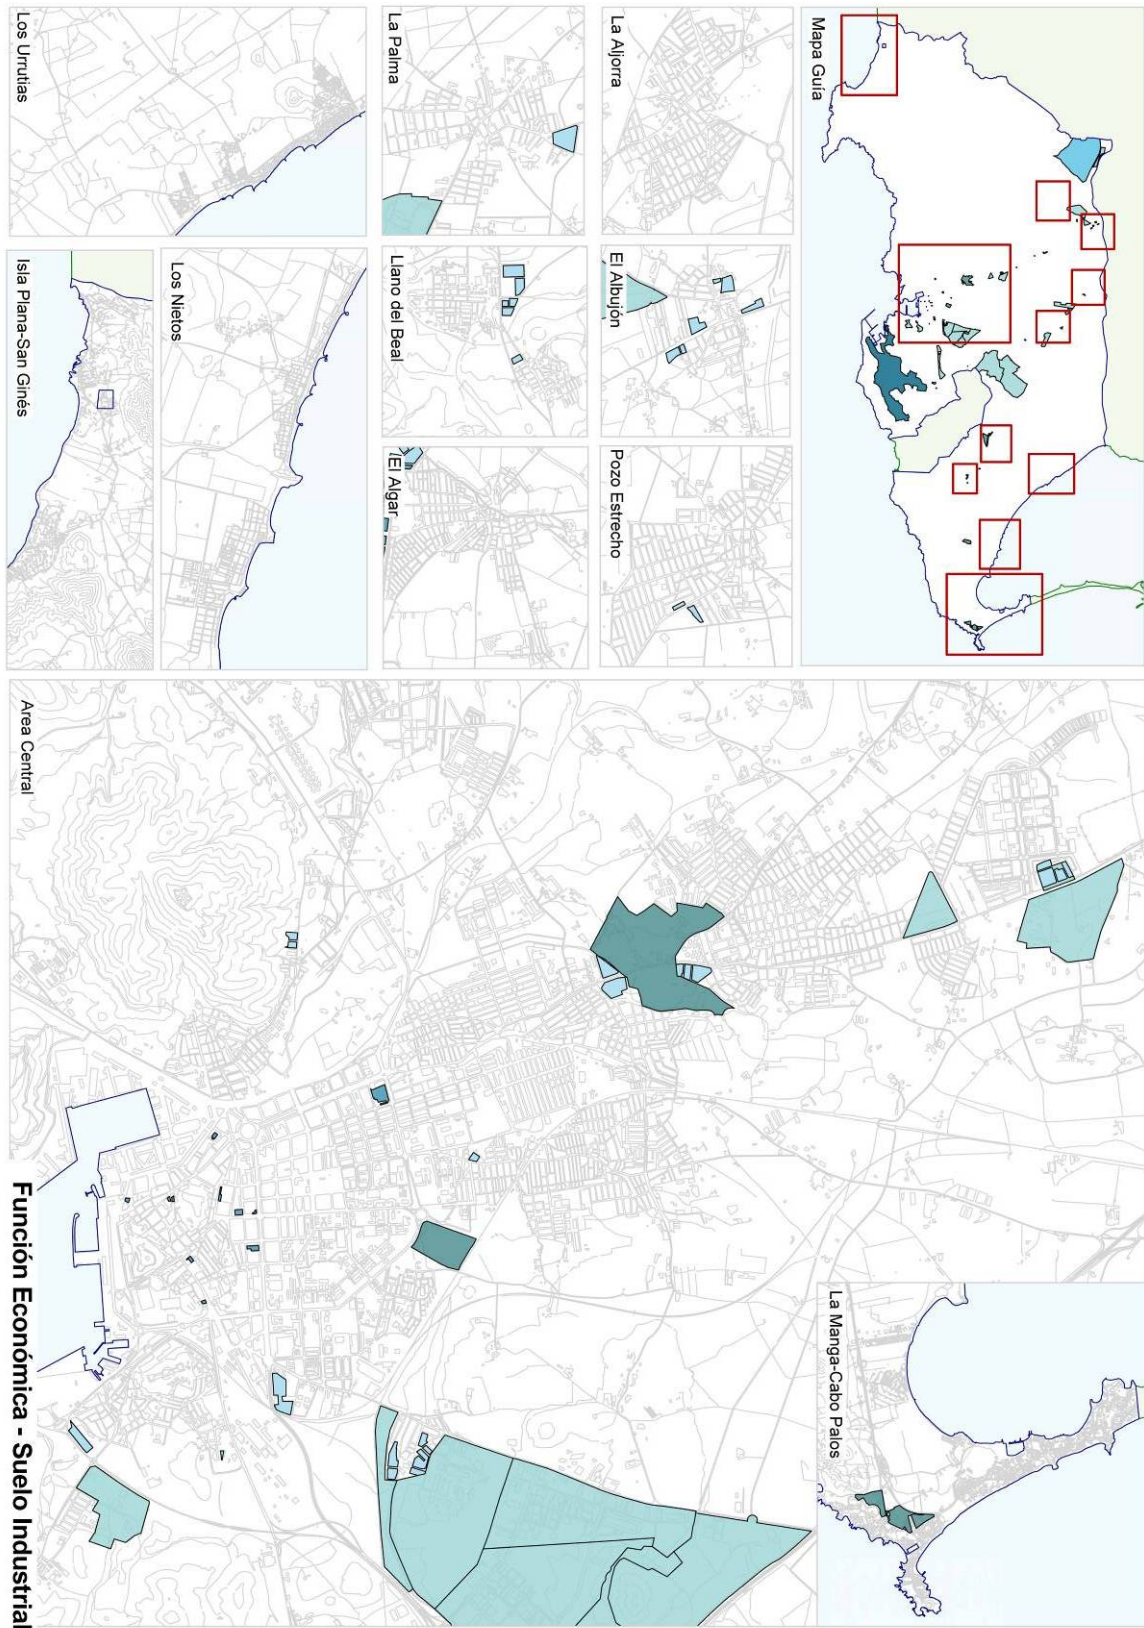 Mapa Guía
La Aljorra
La Palma
Los Urrutias
El Albujón
Llano del Beal
Los Nietos
Isla Plana-San Ginés
Pozo Estrecho
El Algar
Area Central
La Manga-Cabo Palos
Función Económica - Suelo Industrial